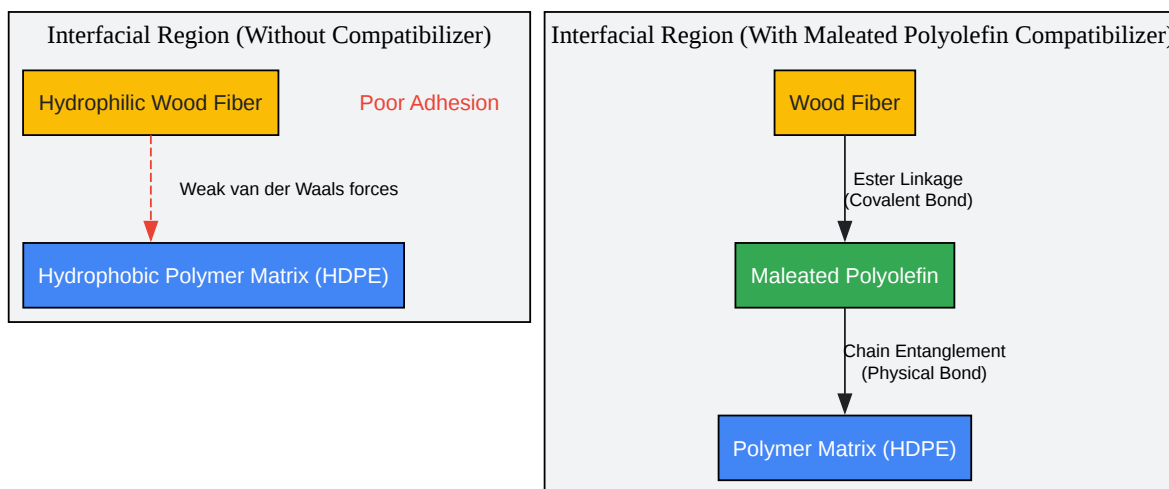 Interfacial Region (Without Compatibilizer)
Hydrophilic Wood Fiber
Poor Adhesion
Weak van der Waals forces
Hydrophobic Polymer Matrix (HDPE)
Interfacial Region (With Maleated Polyolefin Compatibilizer)
Wood Fiber
Ester Linkage
(Covalent Bond)
Maleated Polyolefin
Chain Entanglement
(Physical Bond)
Polymer Matrix (HDPE)